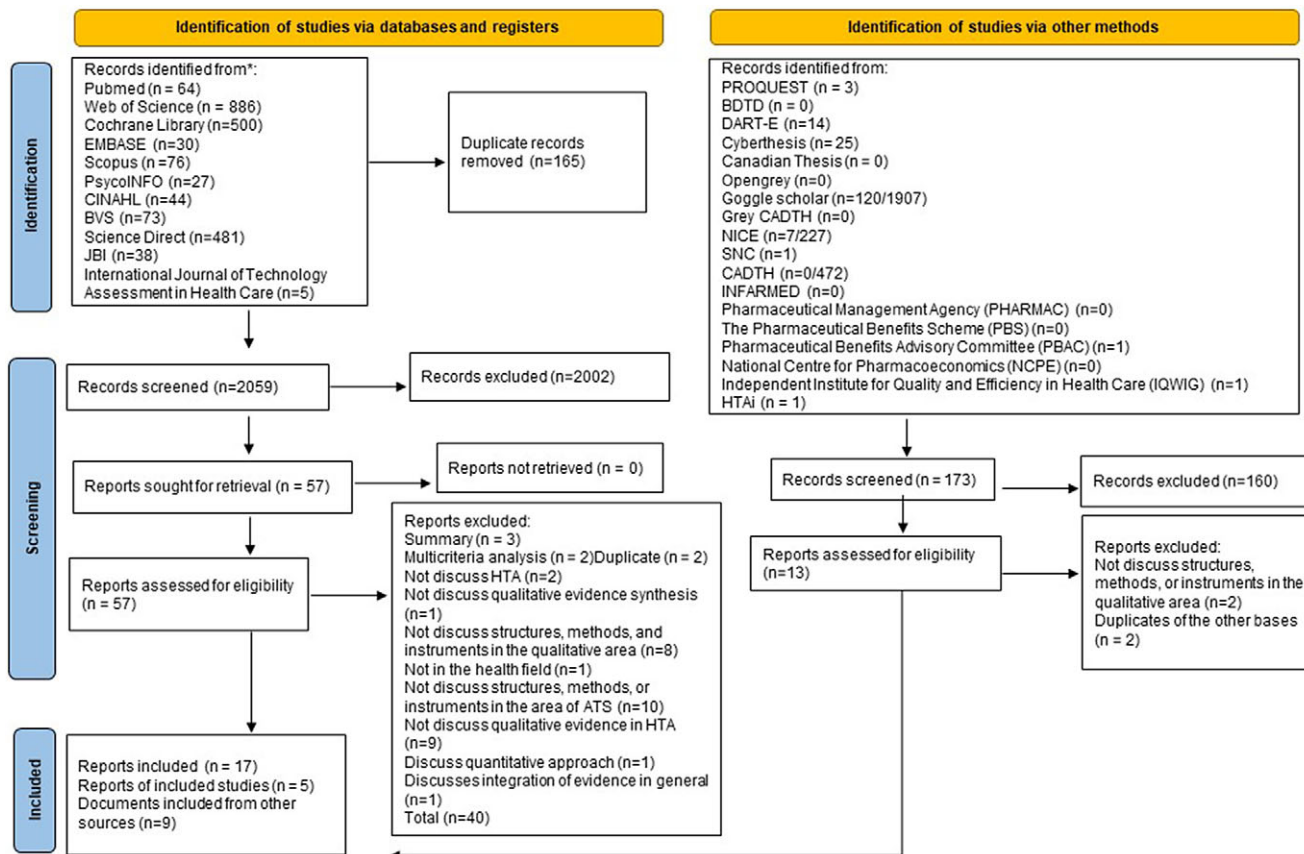 Identification of studies via databases and registers
Identification of studies via other methods
Identification
Records identified from*:
Pubmed (n = 64)
Web of Science (n = 886)
Cochrane Library (n=500)
EMBASE (n=30)
Scopus (n =76)
PsycoINFO (n=27)
CINAHL (n=44)
BVS (n=73)
Science Direct (n=481)
JBI (n=38)
International Journal of Technology
Assessment in Health Care (n=5)
Duplicate records
removed (n=165)
Records identified from:
PROQUEST (n = 3)
BDTD (n = 0)
DART-E (n=14)
Cyberthesis (n= 25)
Canadian Thesis (n = 0)
Opengrey (n=0)
Goggle scholar (n=120/1907)
Grey CADTH (n=0)
NICE (n=7/227)
SNC (n=1)
CADTH (n=0/472)
INFARMED (n=0)
Pharmaceutical Management Agency (PHARMAC) (n=0)
The Pharmaceutical Benefits Scheme (PBS) (n=0)
Pharmaceutical Benefits Advisory Committee (PBAC) (n=1)
National Centre for Pharmacoeconomics (NCPE) (n=0)
Independent Institute for Quality and Efficiency in Health Care (IQWIG) (n=1)
HTAi (n = 1)
Screening
Records screened (n=2059)
Records excluded (n=2002)
Reports sought for retrieval (n = 57)
Reports not retrieved (n = 0)
Reports assessed for eligibility
(n = 57)
Reports excluded:
Summary (n = 3)
Multicriteria analysis (n = 2)Duplicate (n = 2)
Not discuss HTA (n=2)
Not discuss qualitative evidence synthesis
(n=1)
Not discuss structures, methods, and
instruments in the qualitative area (n=8)
Not in the health field (n=1)
Not discuss structures, methods, or
instruments in the area of ATS (n=10)
Not discuss qualitative evidence in HTA
(n=9)
Discuss quantitative approach (n=1)
Discusses integration of evidence in general
(n=1)
Total (n=40)
Records screened (n = 173)
Records excluded (n=160)
Reports assessed for eligibility
(n=13)
Reports excluded:
Not discuss structures,
methods, or instruments in the
qualitative area (n=2)
Duplicates of the other bases
(n = 2)
Included
Reports included (n = 17)
Reports of included studies (n = 5)
Documents included from other
sources (n=9)